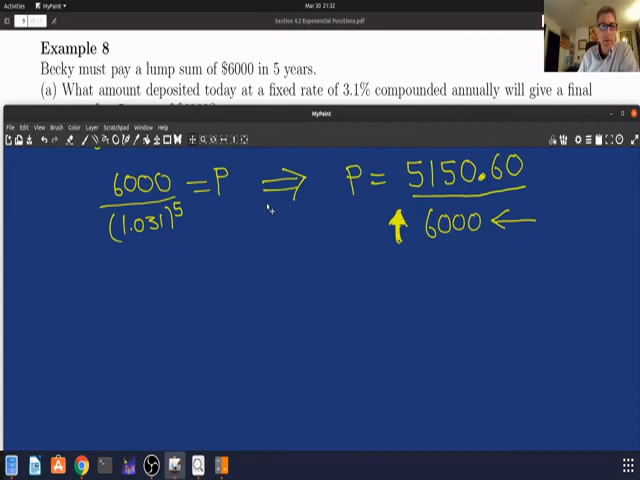 Activities MyPaint Mar 30 21:32
Section 4.2 Exponential Functions.pdf
9
Example 8
Becky must pay a lump sum of $6000 in 5 years.
(a) What amount deposited today at a fixed rate of 3.1% compounded annually will give a final
MyPaint
File Edit View Brush Color Layer Scratchpad Window Help
6000 / (1.031)^5 = P ⟹ P = 5150.60
↑ 6000 ←